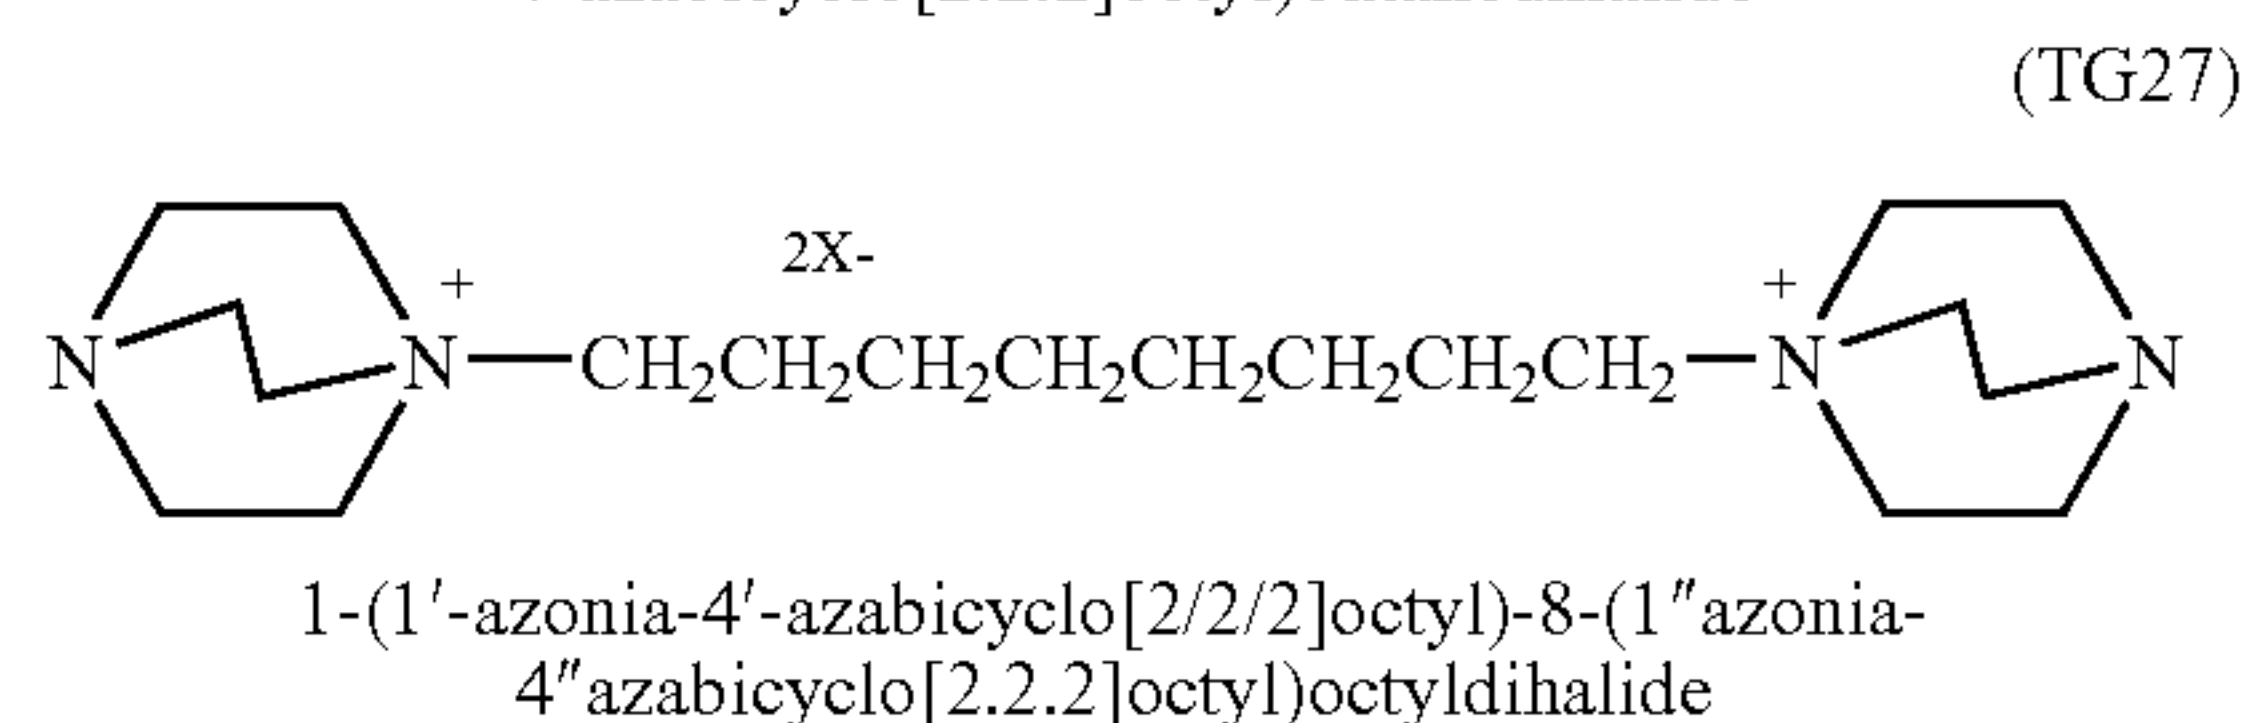 (TG27)
2X-
+ +
N N—CH₂CH₂CH₂CH₂CH₂CH₂CH₂CH₂—N N
1-(1′-azonia-4′-azabicyclo[2/2/2]octyl)-8-(1″azonia-
4″azabicyclo[2.2.2]octyl)octyldihalide